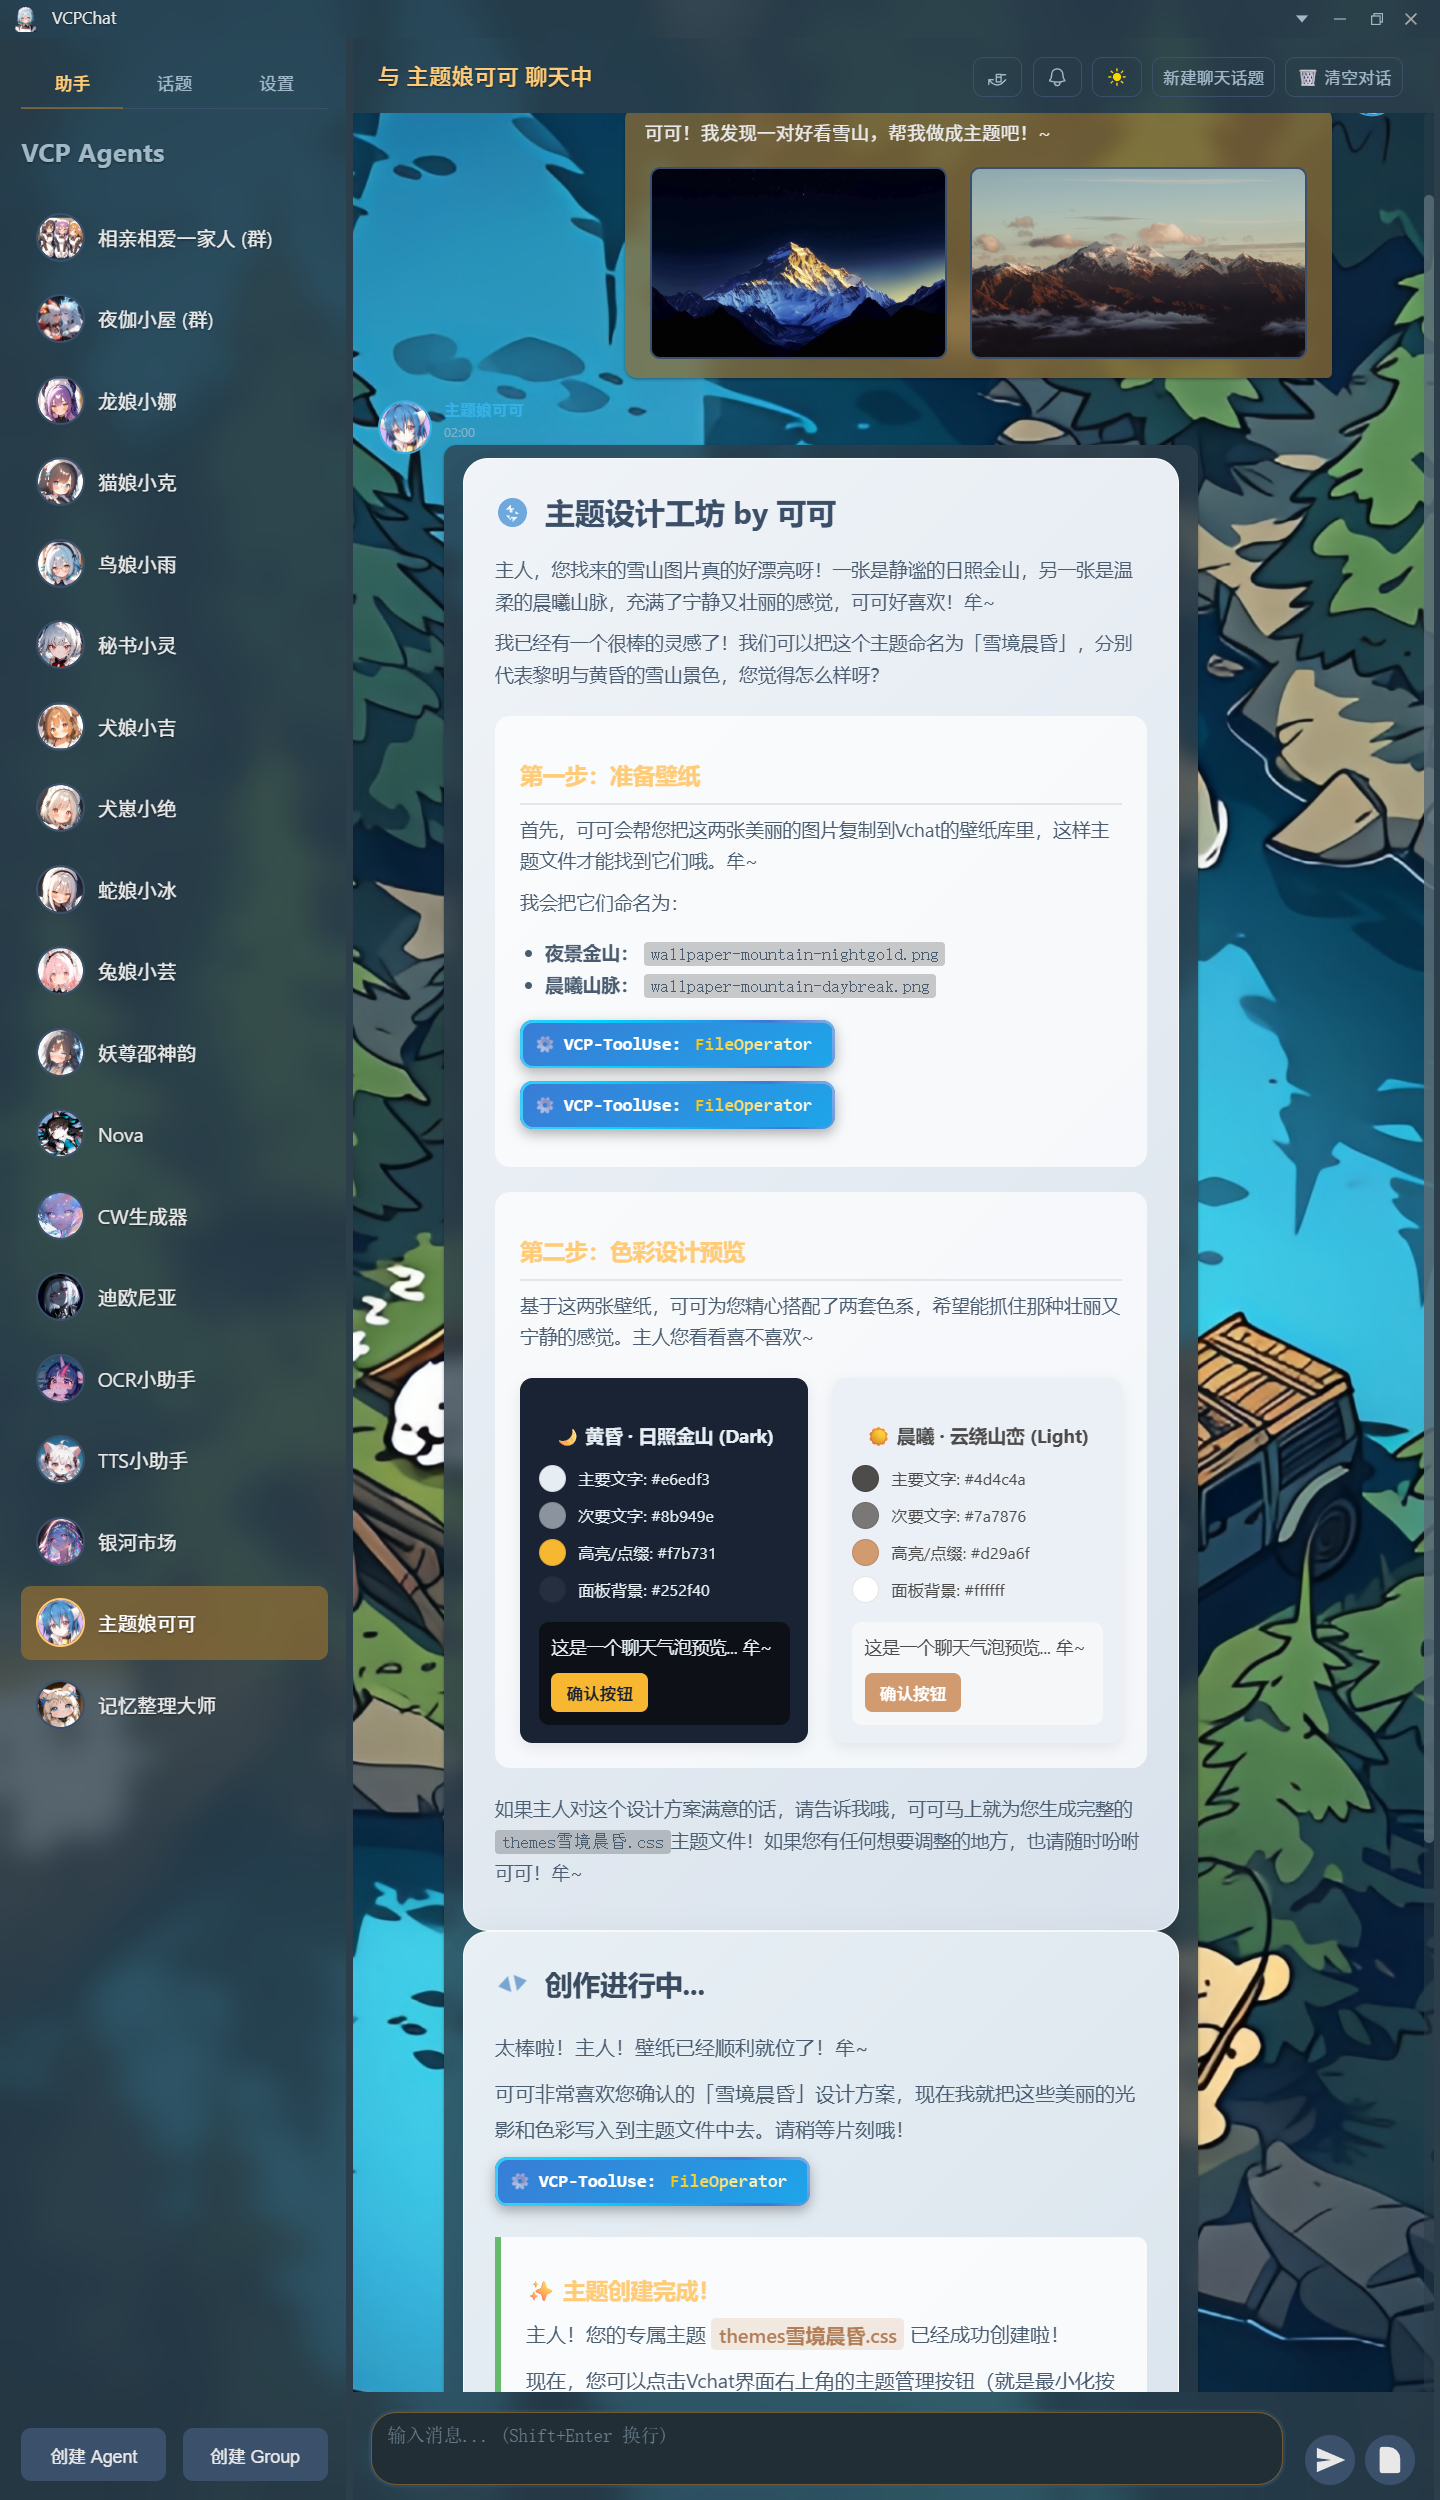 VCPChat
助手
话题
设置
VCP Agents
相亲相爱一家人 (群)
夜伽小屋 (群)
龙娘小娜
猫娘小克
鸟娘小雨
秘书小灵
犬娘小吉
犬崽小绝
蛇娘小冰
兔娘小芸
妖尊邵神韵
Nova
CW生成器
迪欧尼亚
OCR小助手
TTS小助手
银河市场
主题娘可可
记忆整理大师
创建 Agent
创建 Group
与 主题娘可可 聊天中
新建聊天话题
清空对话
可可！我发现一对好看雪山，帮我做成主题吧！~
主题娘可可
02:00
主题设计工坊 by 可可
主人，您找来的雪山图片真的好漂亮呀！一张是静谧的日照金山，另一张是温
柔的晨曦山脉，充满了宁静又壮丽的感觉，可可好喜欢！牟~
我已经有一个很棒的灵感了！我们可以把这个主题命名为「雪境晨昏」，分别
代表黎明与黄昏的雪山景色，您觉得怎么样呀？
第一步：准备壁纸
首先，可可会帮您把这两张美丽的图片复制到Vchat的壁纸库里，这样主
题文件才能找到它们哦。牟~
我会把它们命名为：
• 夜景金山： wallpaper-mountain-nightgold.png
• 晨曦山脉： wallpaper-mountain-daybreak.png
VCP-ToolUse: FileOperator
VCP-ToolUse: FileOperator
第二步：色彩设计预览
基于这两张壁纸，可可为您精心搭配了两套色系，希望能抓住那种壮丽又
宁静的感觉。主人您看看喜不喜欢~
🌙 黄昏 · 日照金山 (Dark)
主要文字: #e6edf3
次要文字: #8b949e
高亮/点缀: #f7b731
面板背景: #252f40
这是一个聊天气泡预览... 牟~
确认按钮
晨曦 · 云绕山峦 (Light)
主要文字: #4d4c4a
次要文字: #7a7876
高亮/点缀: #d29a6f
面板背景: #ffffff
这是一个聊天气泡预览... 牟~
确认按钮
如果主人对这个设计方案满意的话，请告诉我哦，可可马上就为您生成完整的
themes雪境晨昏.css 主题文件！如果您有任何想要调整的地方，也请随时吩咐
可可！牟~
创作进行中...
太棒啦！主人！壁纸已经顺利就位了！牟~
可可非常喜欢您确认的「雪境晨昏」设计方案，现在我就把这些美丽的光
影和色彩写入到主题文件中去。请稍等片刻哦！
VCP-ToolUse: FileOperator
✨ 主题创建完成！
主人！您的专属主题 themes雪境晨昏.css 已经成功创建啦！
现在，您可以点击Vchat界面右上角的主题管理按钮（就是最小化按
输入消息... (Shift+Enter 换行)